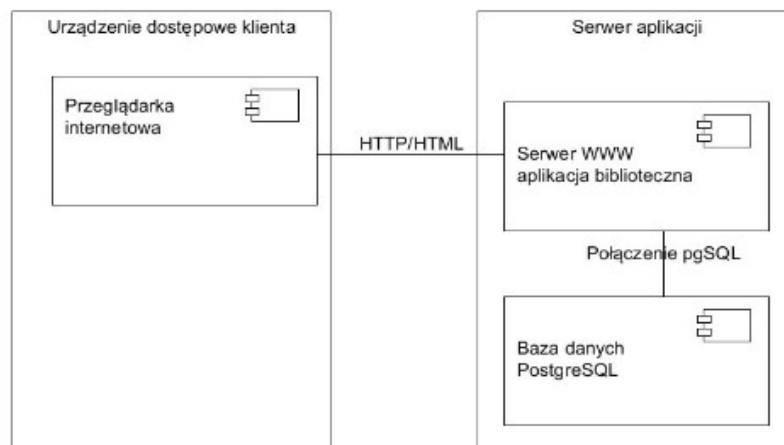 Urządzenie dostępowe klienta
Przeglądarka
internetowa
HTTP/HTML
Serwer aplikacji
Serwer WWW
aplikacja biblioteczna
Połączenie pgSQL
Baza danych
PostgreSQL